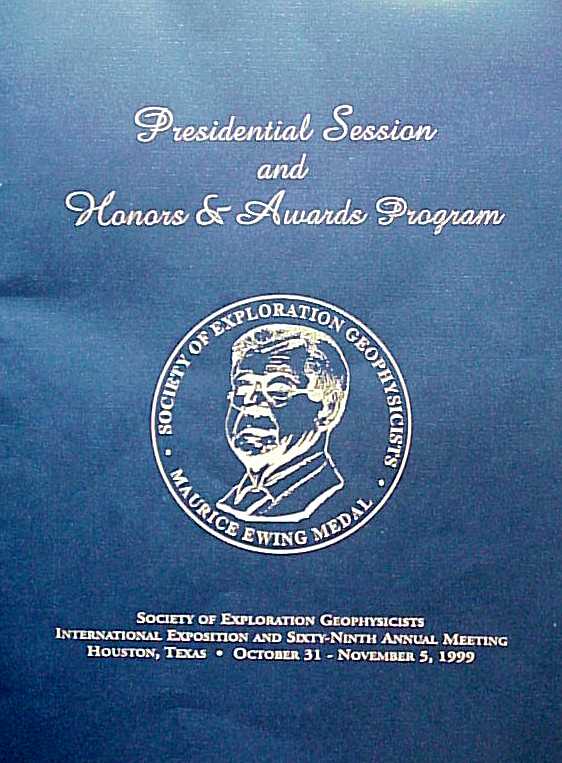 Presidential Session
and
Honors & Awards Program
SOCIETY OF EXPLORATION GEOPHYSICISTS
• MAURICE EWING MEDAL •
SOCIETY OF EXPLORATION GEOPHYSICISTS
INTERNATIONAL EXPOSITION AND SIXTY-NINTH ANNUAL MEETING
HOUSTON, TEXAS • OCTOBER 31 - NOVEMBER 5, 1999